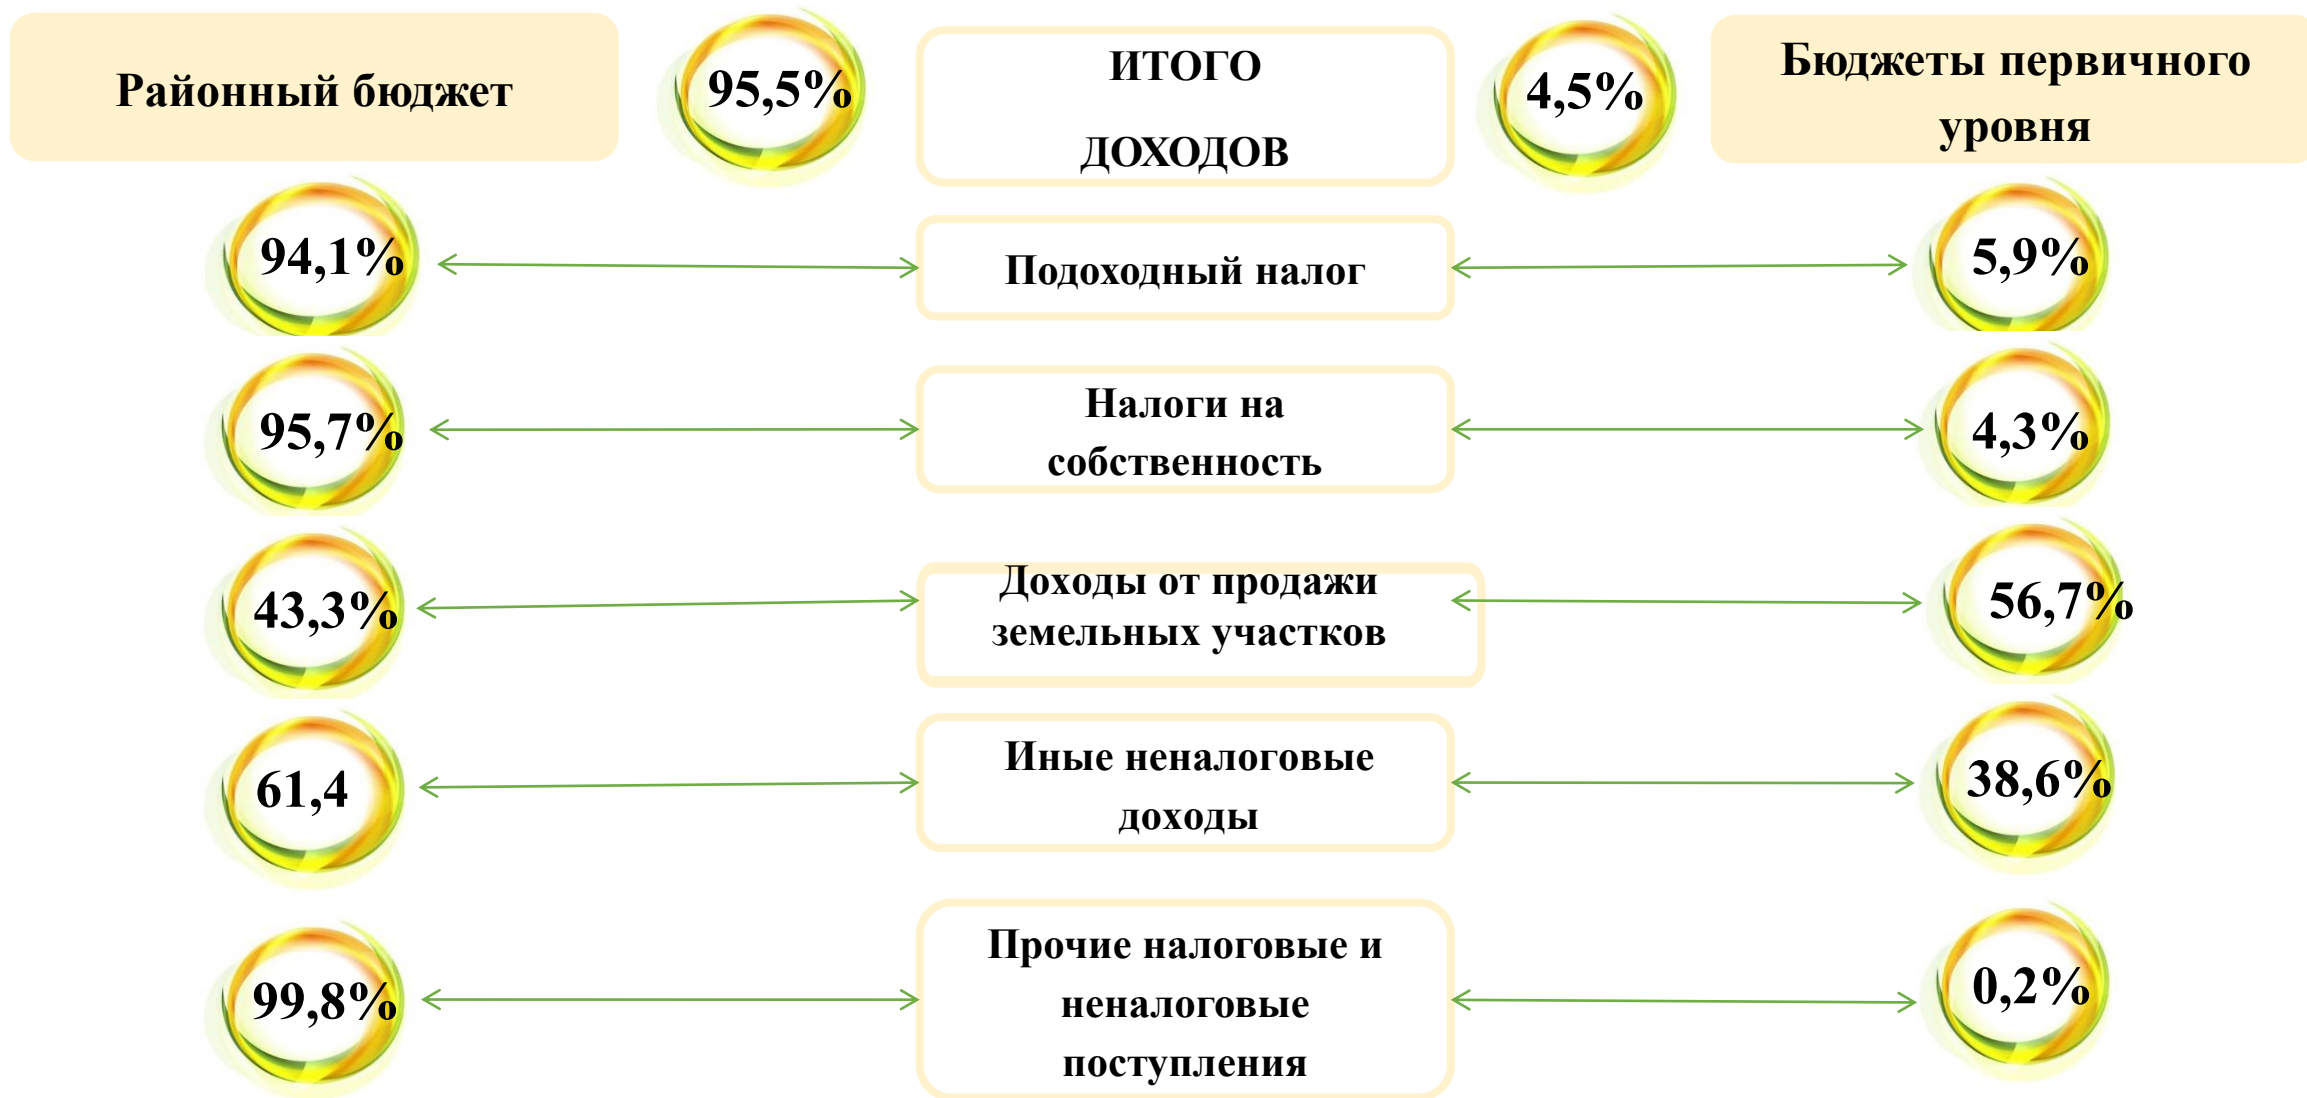 Районный бюджет
95,5%
ИТОГО
ДОХОДОВ
4,5%
Бюджеты первичного
уровня
94,1%
Подоходный налог
5,9%
95,7%
Налоги на
собственность
4,3%
43,3%
Доходы от продажи
земельных участков
56,7%
61,4
Иные неналоговые
доходы
38,6%
99,8%
Прочие налоговые и
неналоговые
поступления
0,2%